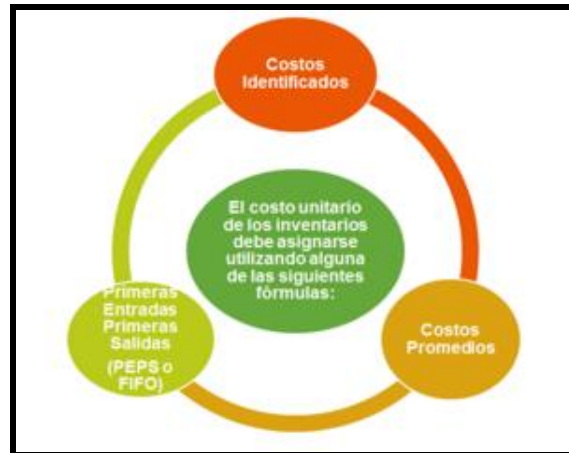 Costos
Identificados
El costo unitario
de los inventarios
debe asignarse
utilizando alguna
de las siguientes
fórmulas:
Costos
Promedios
Primeras
Entradas
Primeras
Salidas
(PEPS o
FIFO)